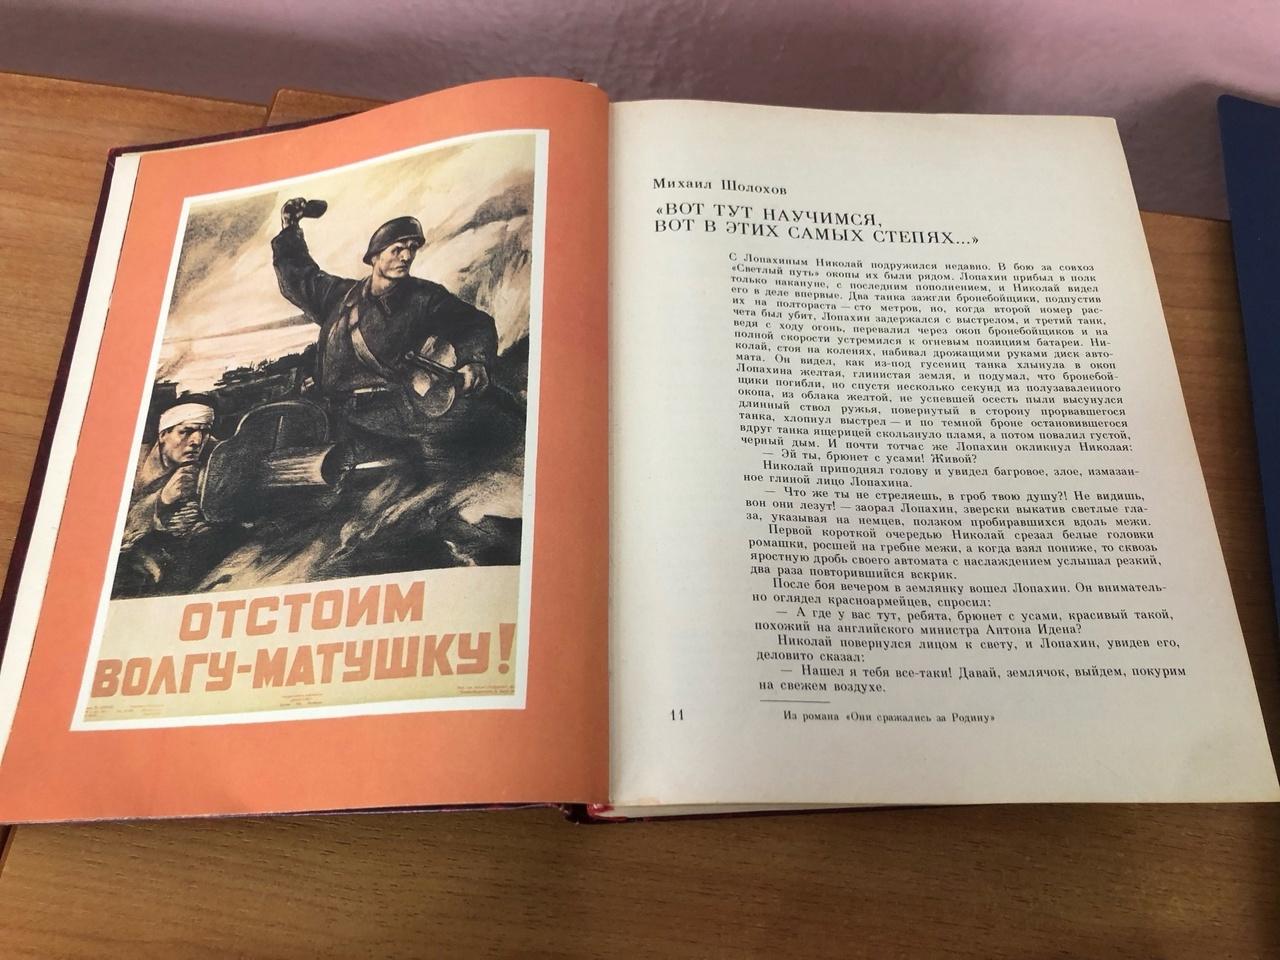 ОТСТОИМ
ВОЛГУ-МАТУШКУ!
Михаил Шолохов
«ВОТ ТУТ НАУЧИМСЯ,
ВОТ В ЭТИХ САМЫХ СТЕПЯХ...»
С Лопахиным Николай подружился недавно. В бою за совхоз
«Светлый путь» окопы их были рядом. Лопахин прибыл в полк
только накануне, с последним пополнением, и Николай видел
его в деле впервые. Два танка зажгли бронебойщики, подпустив
их на полтораста — сто метров, но, когда второй номер рас-
чета был убит, Лопахин задержался с выстрелом, и третий танк,
ведя с ходу огонь, перевалил через окоп бронебойщиков и на
полной скорости устремился к огневым позициям батареи. Ни-
колай, стоя на коленях, набивал дрожащими руками диск авто-
мата. Он видел, как из-под гусениц танка хлынула в окоп
Лопахина желтая, глинистая земля, и подумал, что бронебой-
щики погибли, но спустя несколько секунд из полузаваленного
окопа, из облака желтой, не успевшей осесть пыли высунулся
длинный ствол ружья, повернутый в сторону прорвавшегося
танка, хлопнул выстрел — и по темной броне остановившегося
вдруг танка ящерицей скользнуло пламя, а потом повалил густой,
черный дым. И почти тотчас же Лопахин окликнул Николая:
— Эй ты, брюнет с усами! Живой?
Николай приподнял голову и увидел багровое, злое, измазан-
ное глиной лицо Лопахина.
— Что же ты не стреляешь, в гроб твою душу?! Не видишь,
вон они лезут! — заорал Лопахин, зверски выкатив светлые гла-
за, указывая на немцев, ползком пробиравшихся вдоль межи.
Первой короткой очередью Николай срезал белые головки
ромашки, росшей на гребне межи, а когда взял пониже, то сквозь
яростную дробь своего автомата с наслаждением услышал резкий,
два раза повторившийся вскрик.
После боя вечером в землянку вошел Лопахин. Он вниматель-
но оглядел красноармейцев, спросил:
— А где у вас тут, ребята, брюнет с усами, красивый такой,
похожий на английского министра Антона Идена?
Николай повернулся лицом к свету, и Лопахин, увидев его,
деловито сказал:
— Нашел я тебя все-таки! Давай, землячок, выйдем, покурим
на свежем воздухе.
11
Из романа «Они сражались за Родину»